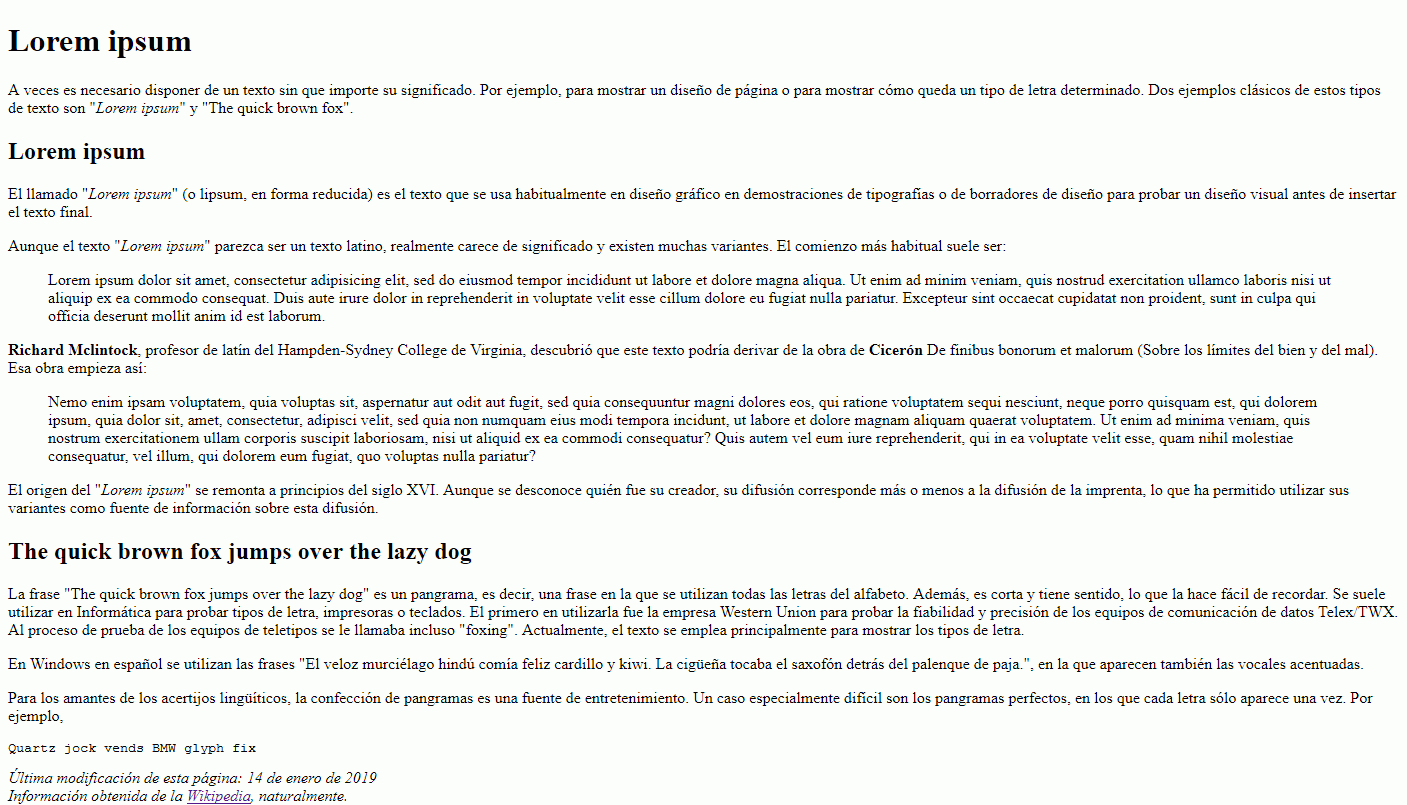 Lorem ipsum
A veces es necesario disponer de un texto sin que importe su significado. Por ejemplo, para mostrar un diseño de página o para mostrar cómo queda un tipo de letra determinado. Dos ejemplos clásicos de estos tipos
de texto son "Lorem ipsum" y "The quick brown fox".
Lorem ipsum
El llamado "Lorem ipsum" (o lipsum, en forma reducida) es el texto que se usa habitualmente en diseño gráfico en demostraciones de tipografías o de borradores de diseño para probar un diseño visual antes de insertar
el texto final.
Aunque el texto "Lorem ipsum" parezca ser un texto latino, realmente carece de significado y existen muchas variantes. El comienzo más habitual suele ser:
Lorem ipsum dolor sit amet, consectetur adipisicing elit, sed do eiusmod tempor incididunt ut labore et dolore magna aliqua. Ut enim ad minim veniam, quis nostrud exercitation ullamco laboris nisi ut
aliquip ex ea commodo consequat. Duis aute irure dolor in reprehenderit in voluptate velit esse cillum dolore eu fugiat nulla pariatur. Excepteur sint occaecat cupidatat non proident, sunt in culpa qui
officia deserunt mollit anim id est laborum.
Richard Mclintock, profesor de latín del Hampden-Sydney College de Virginia, descubrió que este texto podría derivar de la obra de Cicerón De finibus bonorum et malorum (Sobre los límites del bien y del mal).
Esa obra empieza así:
Nemo enim ipsam voluptatem, quia voluptas sit, aspernatur aut odit aut fugit, sed quia consequuntur magni dolores eos, qui ratione voluptatem sequi nesciunt, neque porro quisquam est, qui dolorem
ipsum, quia dolor sit, amet, consectetur, adipisci velit, sed quia non numquam eius modi tempora incidunt, ut labore et dolore magnam aliquam quaerat voluptatem. Ut enim ad minima veniam, quis
nostrum exercitationem ullam corporis suscipit laboriosam, nisi ut aliquid ex ea commodi consequatur? Quis autem vel eum iure reprehenderit, qui in ea voluptate velit esse, quam nihil molestiae
consequatur, vel illum, qui dolorem eum fugiat, quo voluptas nulla pariatur?
El origen del "Lorem ipsum" se remonta a principios del siglo XVI. Aunque se desconoce quién fue su creador, su difusión corresponde más o menos a la difusión de la imprenta, lo que ha permitido utilizar sus
variantes como fuente de información sobre esta difusión.
The quick brown fox jumps over the lazy dog
La frase "The quick brown fox jumps over the lazy dog" es un pangrama, es decir, una frase en la que se utilizan todas las letras del alfabeto. Además, es corta y tiene sentido, lo que la hace fácil de recordar. Se suele
utilizar en Informática para probar tipos de letra, impresoras o teclados. El primero en utilizarla fue la empresa Western Union para probar la fiabilidad y precisión de los equipos de comunicación de datos Telex/TWX.
Al proceso de prueba de los equipos de teletipos se le llamaba incluso "foxing". Actualmente, el texto se emplea principalmente para mostrar los tipos de letra.
En Windows en español se utilizan las frases "El veloz murciélago hindú comía feliz cardillo y kiwi. La cigüeña tocaba el saxofón detrás del palenque de paja.", en la que aparecen también las vocales acentuadas.
Para los amantes de los acertijos lingüíticos, la confección de pangramas es una fuente de entretenimiento. Un caso especialmente difícil son los pangramas perfectos, en los que cada letra sólo aparece una vez. Por
ejemplo,
Quartz jock vends BMW glyph fix
Última modificación de esta página: 14 de enero de 2019
Información obtenida de la Wikipedia, naturalmente.